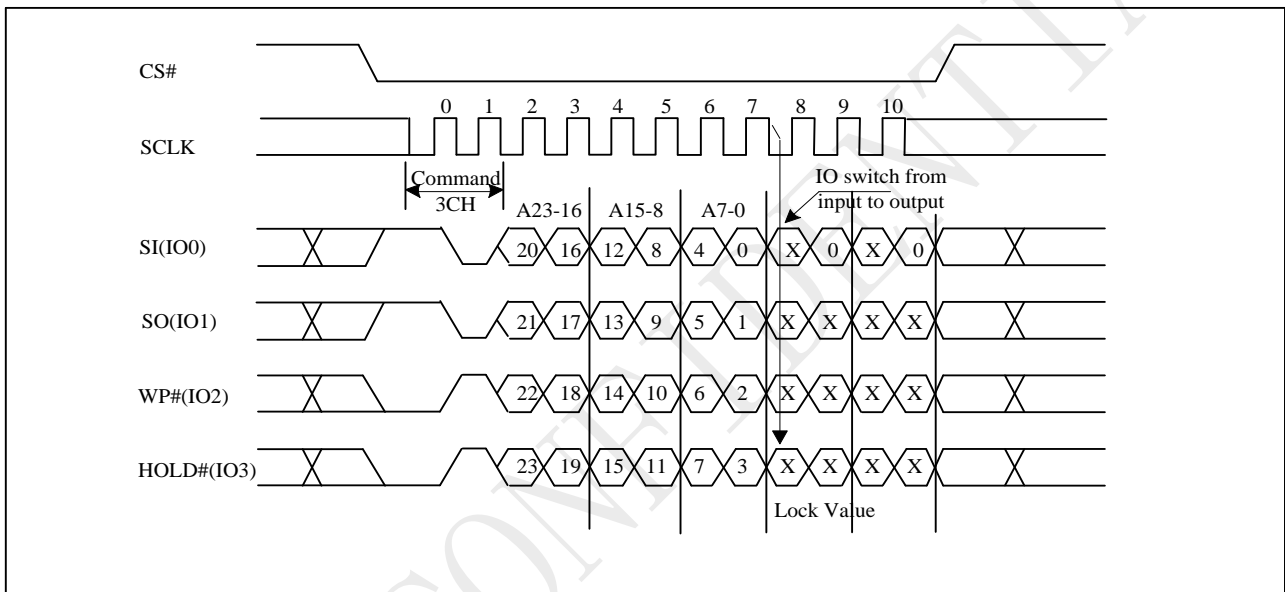 CS#
0 1 2 3 4 5 6 7 8 9 10
SCLK
Command
3CH
IO switch from
input to output
A23-16 A15-8 A7-0
SI(IO0) 20 16 12 8 4 0 X 0 X 0
SO(IO1) 21 17 13 9 5 1 X X X X
WP#(IO2) 22 18 14 10 6 2 X X X X
HOLD#(IO3) 23 19 15 11 7 3 X X X X
Lock Value